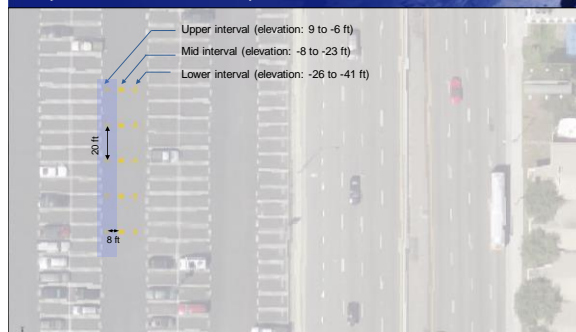 Upper interval (elevation: 9 to -6 ft)
Mid interval (elevation: -8 to -23 ft)
Lower interval (elevation: -26 to -41 ft)
20 ft
8 ft